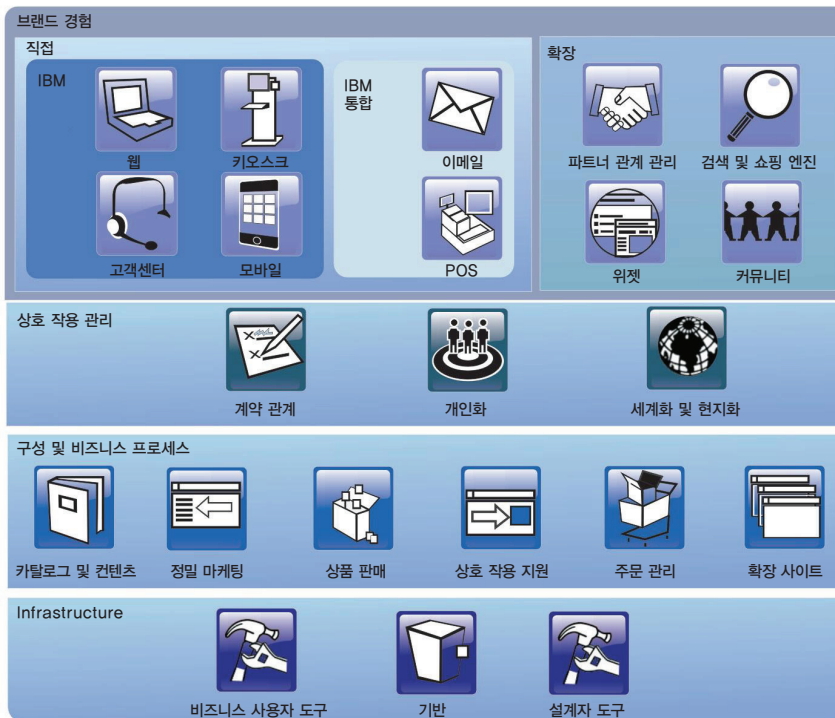 브랜드 경험
직접
IBM
웹
키오스크
고객센터
모바일
IBM
통합
이메일
POS
확장
파트너 관계 관리
검색 및 쇼핑 엔진
위젯
커뮤니티
상호 작용 관리
계약 관계
개인화
세계화 및 현지화
구성 및 비즈니스 프로세스
카탈로그 및 컨텐츠
정밀 마케팅
상품 판매
상호 작용 지원
주문 관리
확장 사이트
Infrastructure
비즈니스 사용자 도구
기반
설계자 도구